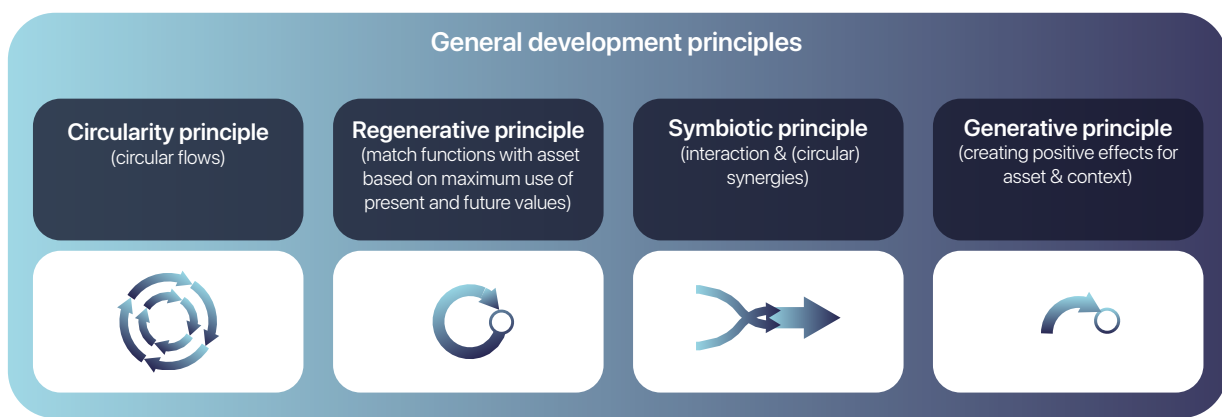 General development principles
Circularity principle
(circular flows)
Regenerative principle
(match functions with asset
based on maximum use of
present and future values)
Symbiotic principle
(interaction & (circular)
synergies)
Generative principle
(creating positive effects for
asset & context)